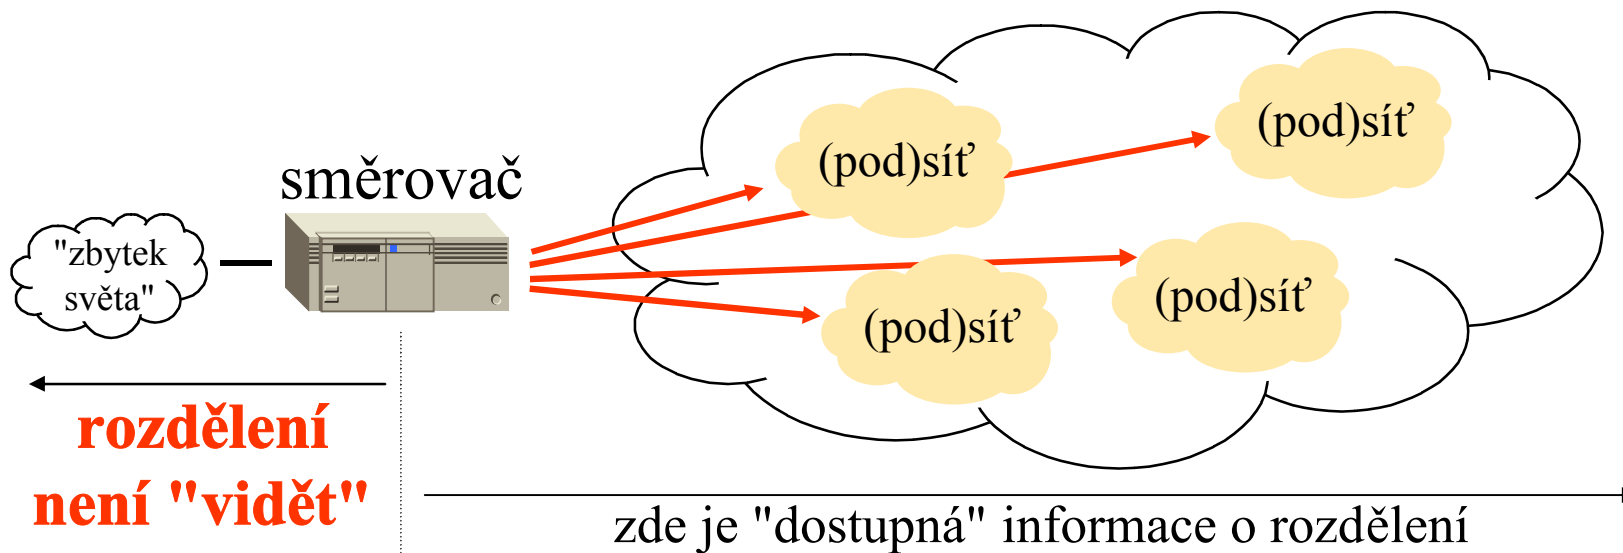 směrovač
"zbytek
světa"
(pod)síť
(pod)síť
(pod)síť
(pod)síť
rozdělení
není "vidět"
zde je "dostupná" informace o rozdělení